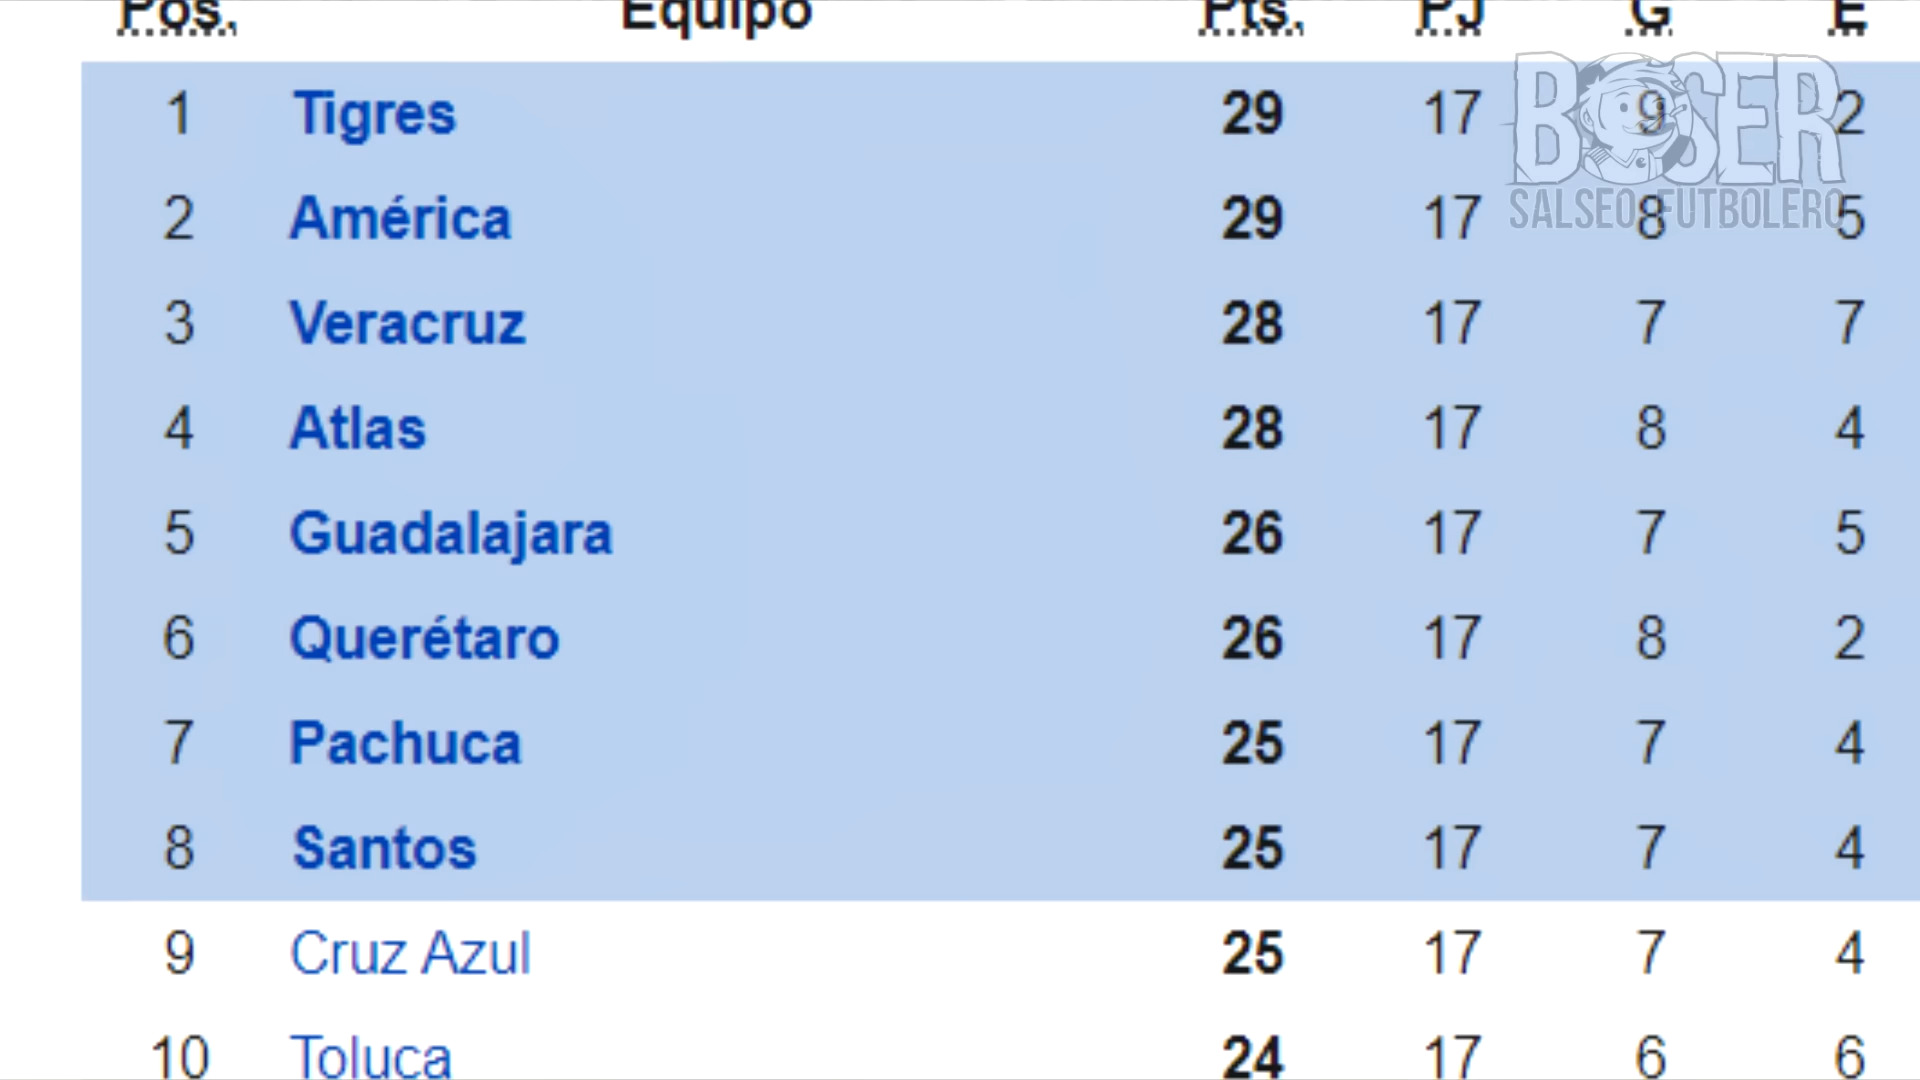 Pos. Equipo Pts. PJ G E
1 Tigres 29 17 9 2
2 América 29 17 8 5
3 Veracruz 28 17 7 7
4 Atlas 28 17 8 4
5 Guadalajara 26 17 7 5
6 Querétaro 26 17 8 2
7 Pachuca 25 17 7 4
8 Santos 25 17 7 4
9 Cruz Azul 25 17 7 4
10 Toluca 24 17 6 6
BOSER
SALSEO FUTBOLERO